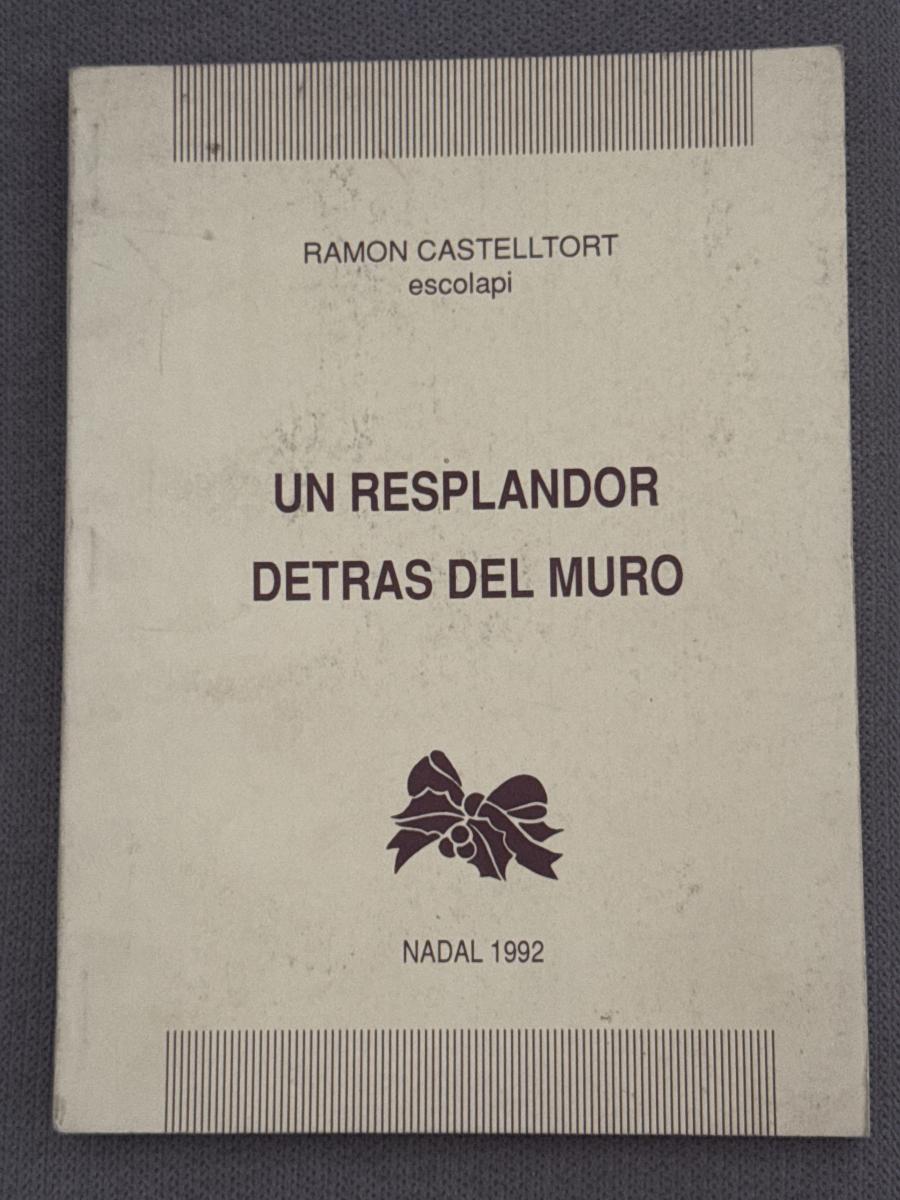 RAMON CASTELLTORT
escolapi
UN RESPLANDOR
DETRAS DEL MURO
NADAL 1992